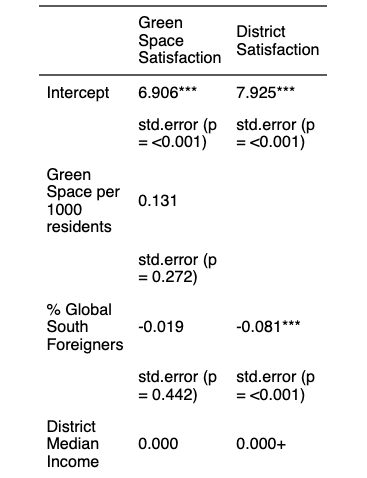 Green
Space
Satisfaction
District
Satisfaction
Intercept
6.906***
7.925***
std.error (p
= <0.001)
std.error (p
= <0.001)
Green
Space per
1000
residents
0.131
std.error (p
= 0.272)
% Global
South
Foreigners
-0.019
-0.081***
std.error (p
= 0.442)
std.error (p
= <0.001)
District
Median
Income
0.000
0.000+